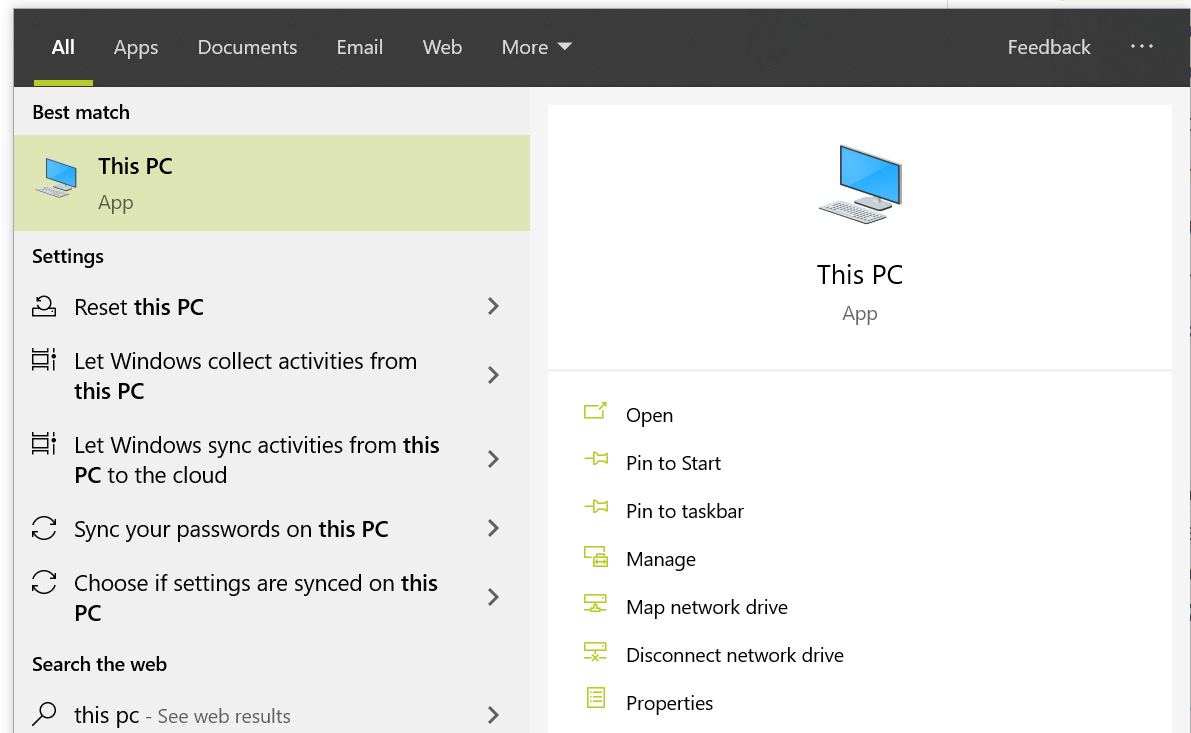 All Apps Documents Email Web More Feedback ···
Best match
This PC
App
Settings
Reset this PC
Let Windows collect activities from
this PC
Let Windows sync activities from this
PC to the cloud
Sync your passwords on this PC
Choose if settings are synced on this
PC
Search the web
this pc - See web results
This PC
App
Open
Pin to Start
Pin to taskbar
Manage
Map network drive
Disconnect network drive
Properties